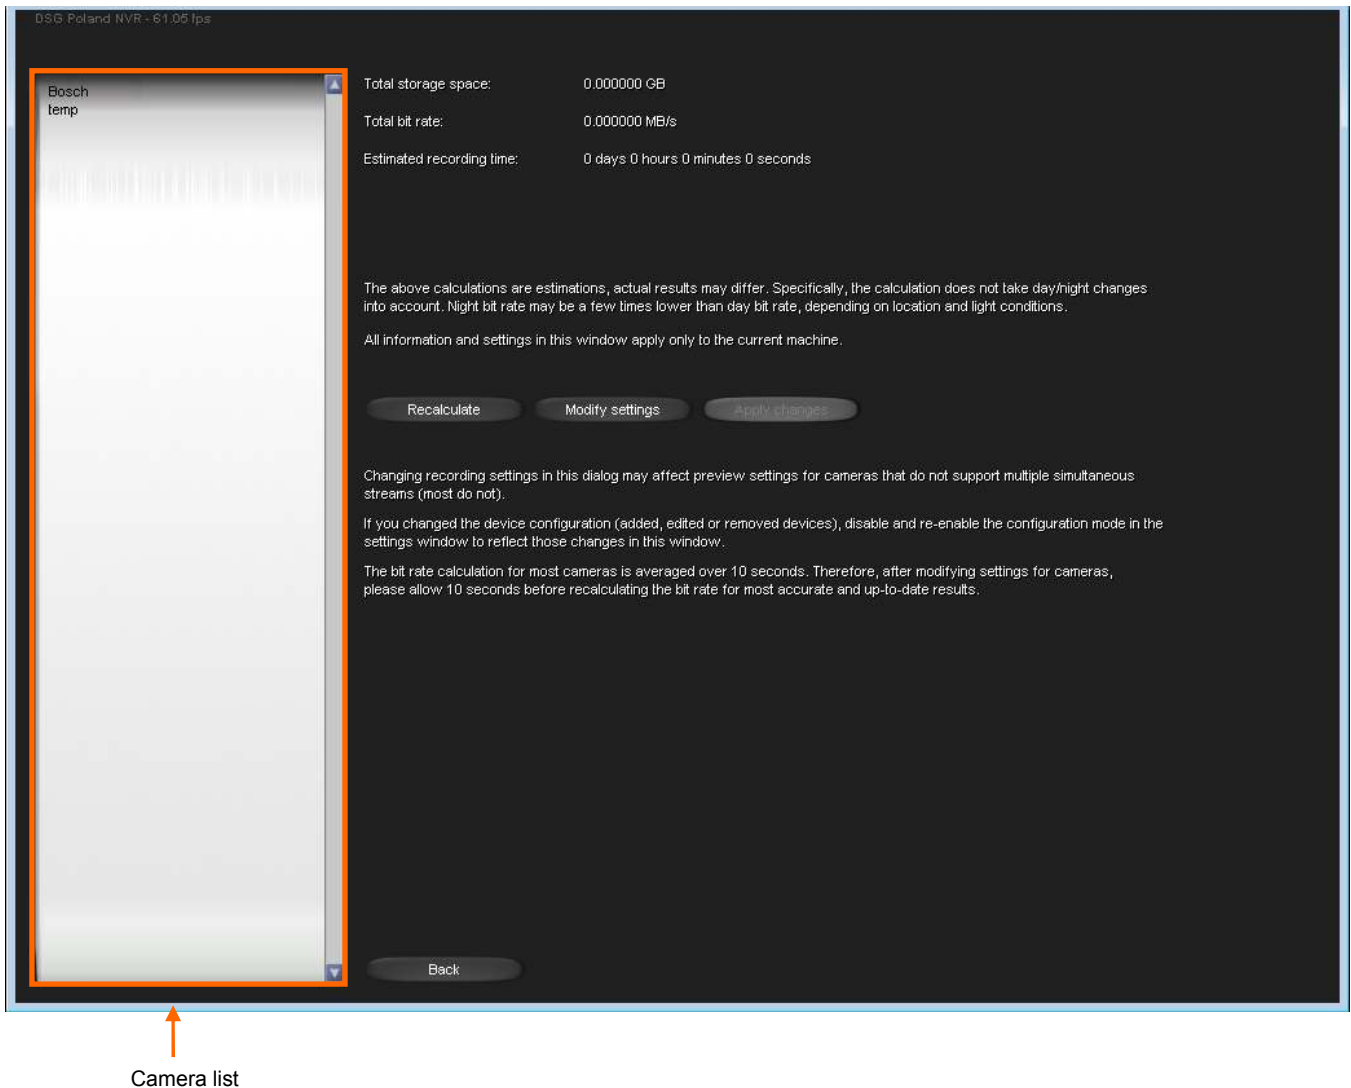 DSG Poland NVR - 61.05 fps
Bosch
temp
Total storage space: 0.000000 GB
Total bit rate: 0.000000 MB/s
Estimated recording time: 0 days 0 hours 0 minutes 0 seconds
The above calculations are estimations, actual results may differ. Specifically, the calculation does not take day/night changes
into account. Night bit rate may be a few times lower than day bit rate, depending on location and light conditions.
All information and settings in this window apply only to the current machine.
Recalculate Modify settings Apply changes
Changing recording settings in this dialog may affect preview settings for cameras that do not support multiple simultaneous
streams (most do not).
If you changed the device configuration (added, edited or removed devices), disable and re-enable the configuration mode in the
settings window to reflect those changes in this window.
The bit rate calculation for most cameras is averaged over 10 seconds. Therefore, after modifying settings for cameras,
please allow 10 seconds before recalculating the bit rate for most accurate and up-to-date results.
Back
Camera list